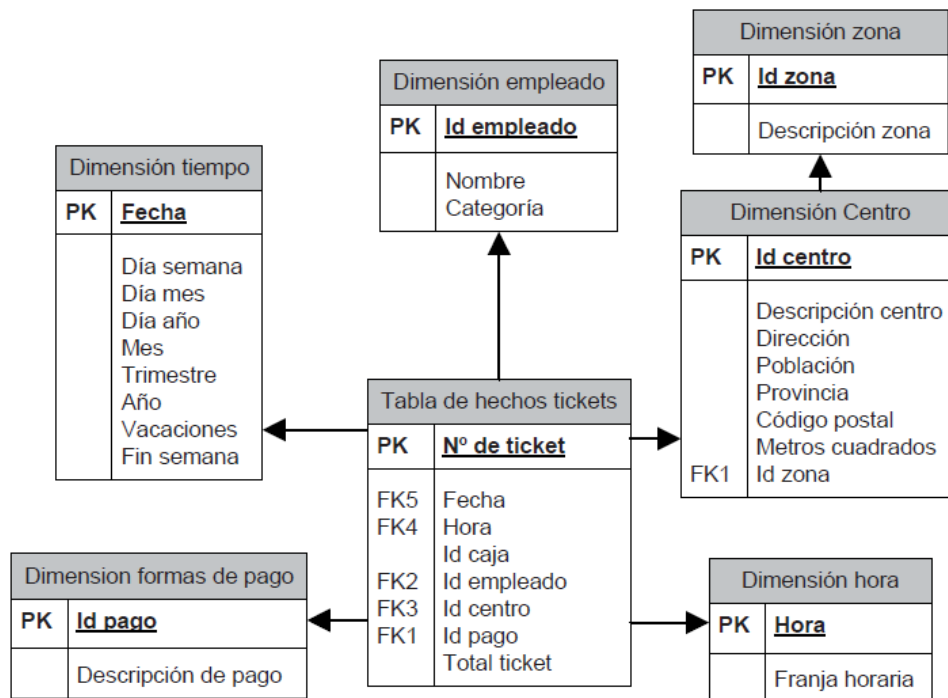 Dimensión zona
PK Id zona
Descripción zona
Dimensión empleado
PK Id empleado
Nombre
Categoría
Dimensión tiempo
PK Fecha
Día semana
Día mes
Día año
Mes
Trimestre
Año
Vacaciones
Fin semana
Dimensión Centro
PK Id centro
Descripción centro
Dirección
Población
Provincia
Código postal
Metros cuadrados
FK1 Id zona
Tabla de hechos tickets
PK Nº de ticket
FK5 Fecha
FK4 Hora
Id caja
FK2 Id empleado
FK3 Id centro
FK1 Id pago
Total ticket
Dimension formas de pago
PK Id pago
Descripción de pago
Dimensión hora
PK Hora
Franja horaria